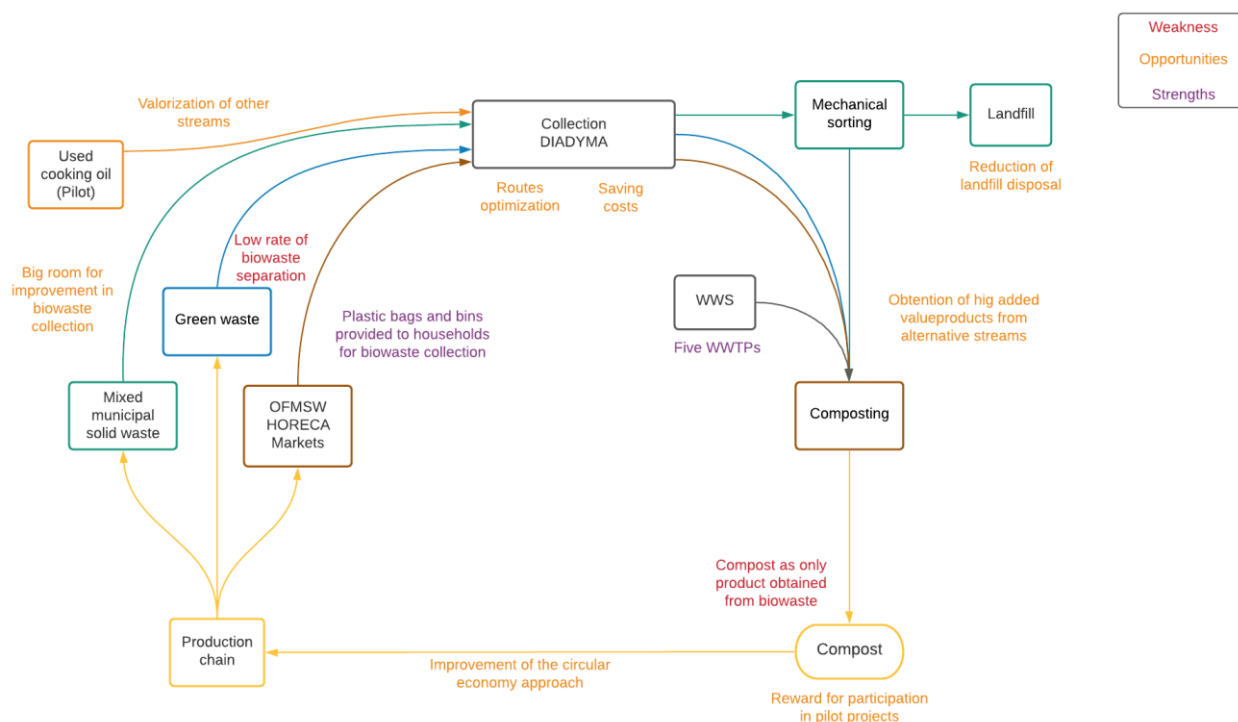 Weakness
Opportunities
Strengths
Valorization of other
streams
Used
cooking oil
(Pilot)
Collection
DIADYMA
Mechanical
sorting
Landfill
Reduction of
landfill disposal
Routes
optimization
Saving
costs
Low rate of
biowaste
separation
Big room for
improvement in
biowaste
collection
Green waste
Plastic bags and bins
provided to households
for biowaste collection
WWS
Five WWTPs
Obtention of hig added
valueproducts from
alternative streams
Mixed
municipal
solid waste
OFMSW
HORECA
Markets
Composting
Compost as only
product obtained
from biowaste
Production
chain
Improvement of the circular
economy approach
Compost
Reward for participation
in pilot projects